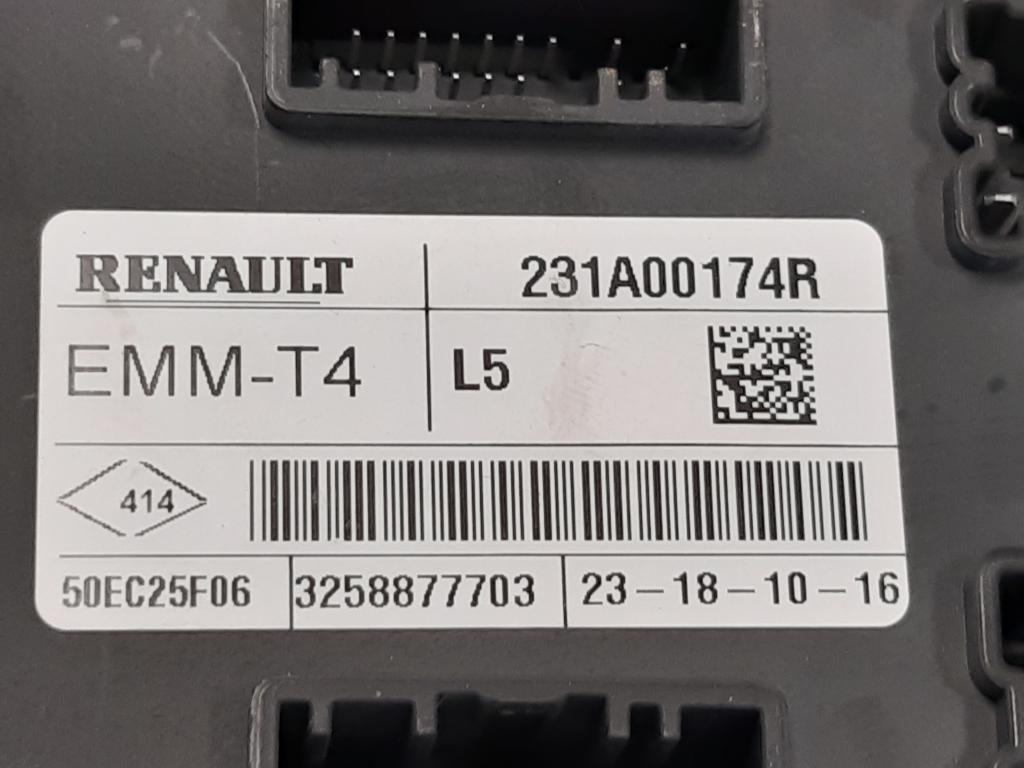 RENAULT 231A00174R
EMM-T4 L5
414
50EC25F06 3258877703 23-18-10-16